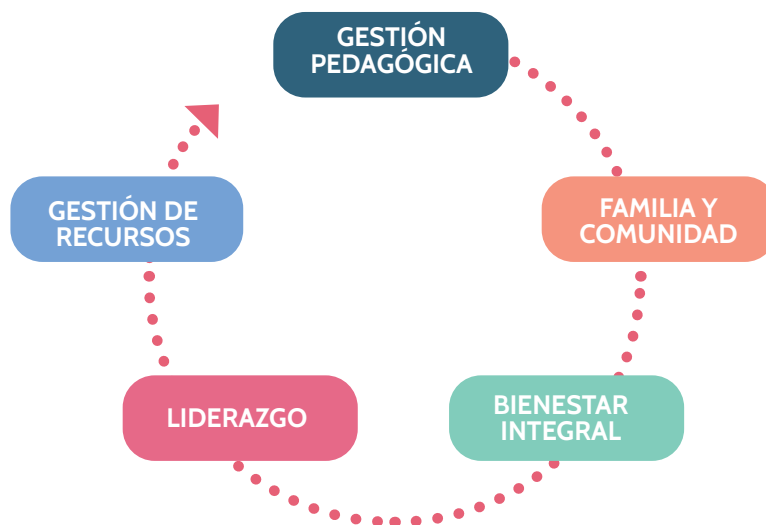 GESTIÓN
PEDAGÓGICA
FAMILIA Y
COMUNIDAD
BIENESTAR
INTEGRAL
LIDERAZGO
GESTIÓN DE
RECURSOS